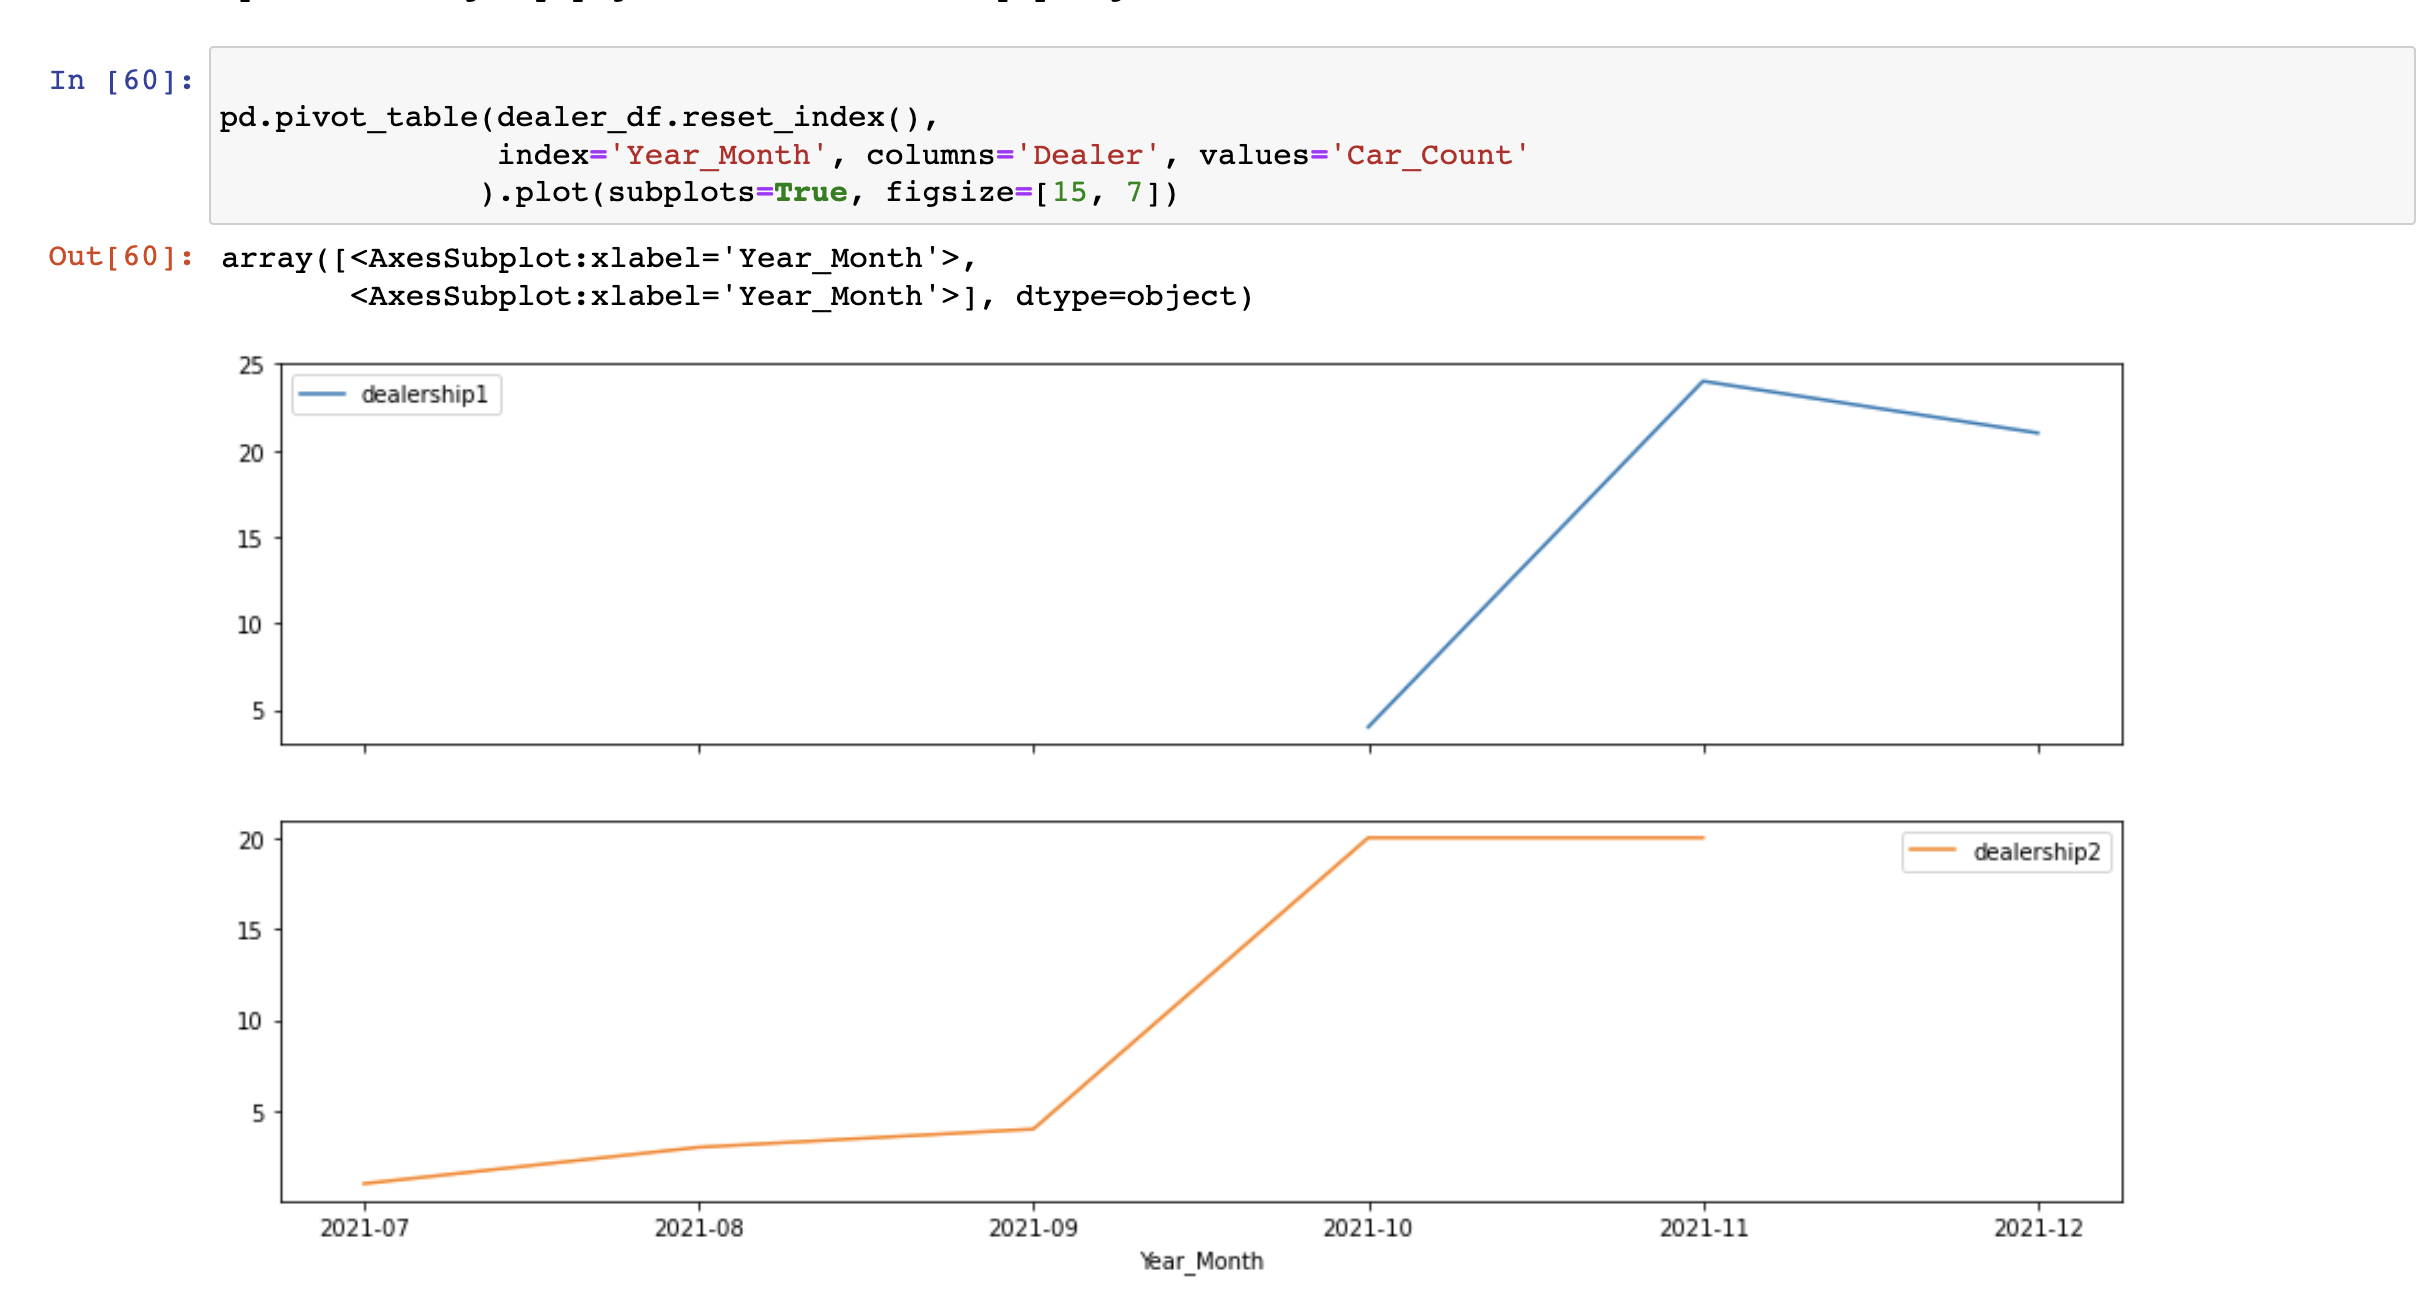 In [60]:
pd.pivot_table(dealer_df.reset_index(),
index='Year_Month', columns='Dealer', values='Car_Count'
).plot(subplots=True, figsize=[15, 7])
Out[60]: array([<AxesSubplot:xlabel='Year_Month'>,
<AxesSubplot:xlabel='Year_Month'>], dtype=object)
25
dealership1
20
15
10
5
20
dealership2
15
10
5
2021-07 2021-08 2021-09 2021-10 2021-11 2021-12
Year_Month